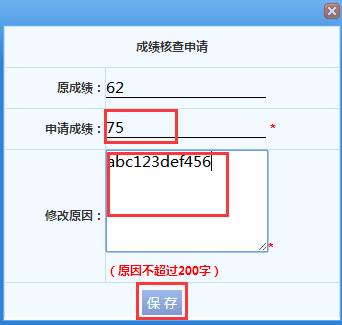 成绩核查申请
原成绩： 62
申请成绩： 75 *
修改原因： abc123def456 *
（原因不超过200字）
保存